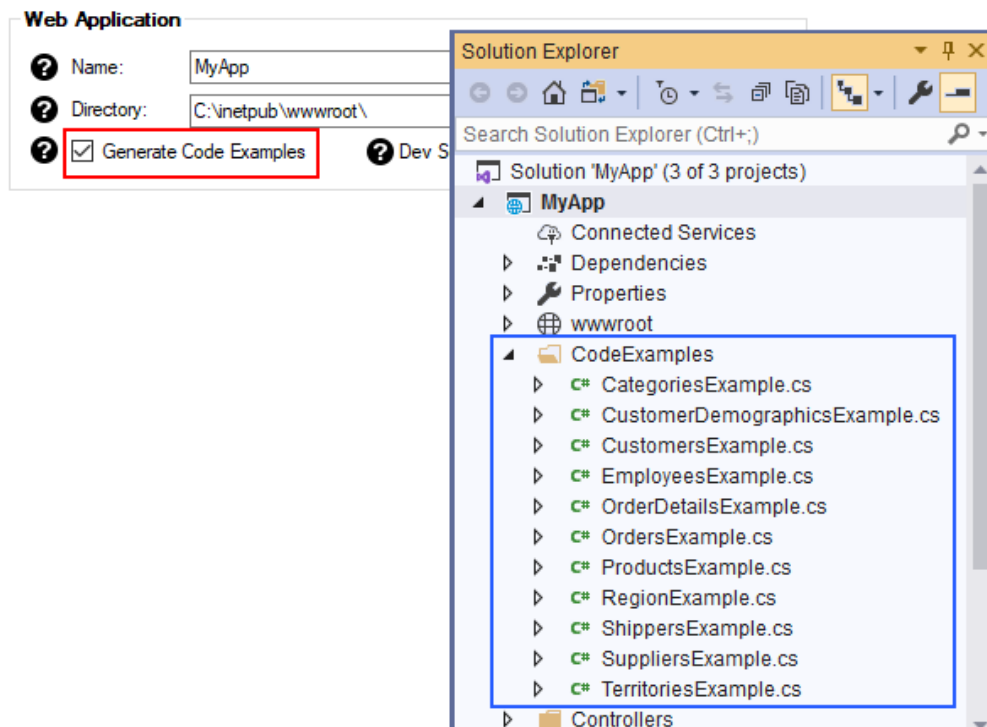 Web Application
Name:
MyApp
Directory:
C:\inetpub\wwwroot\
Generate Code Examples
Dev S
Solution Explorer
Search Solution Explorer (Ctrl+;)
Solution 'MyApp' (3 of 3 projects)
MyApp
Connected Services
Dependencies
Properties
wwwroot
CodeExamples
C# CategoriesExample.cs
C# CustomerDemographicsExample.cs
C# CustomersExample.cs
C# EmployeesExample.cs
C# OrderDetailsExample.cs
C# OrdersExample.cs
C# ProductsExample.cs
C# RegionExample.cs
C# ShippersExample.cs
C# SuppliersExample.cs
C# TerritoriesExample.cs
Controllers